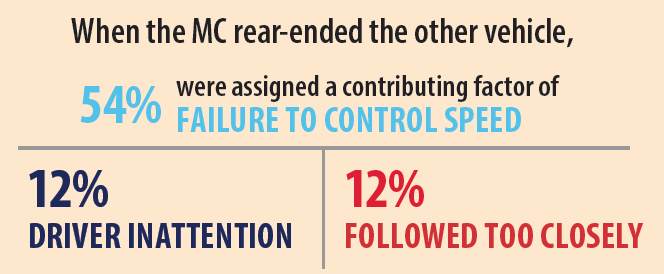 When the MC rear-ended the other vehicle,
54% were assigned a contributing factor of
FAILURE TO CONTROL SPEED
12%
DRIVER INATTENTION
12%
FOLLOWED TOO CLOSELY